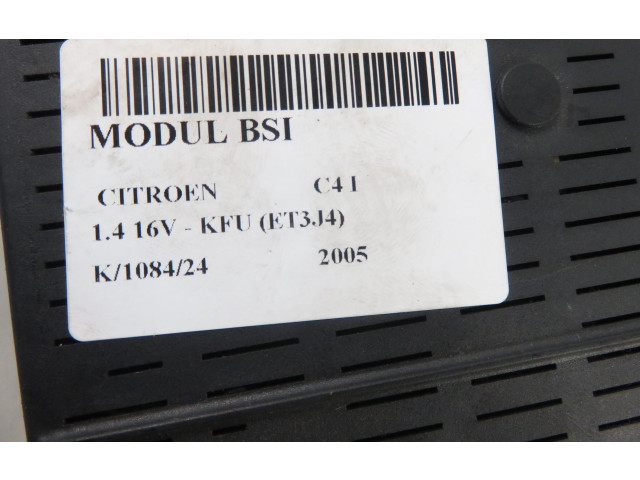 MODUL BSI
CITROEN C4 I
1.4 16V - KFU (ET3J4)
K/1084/24 2005